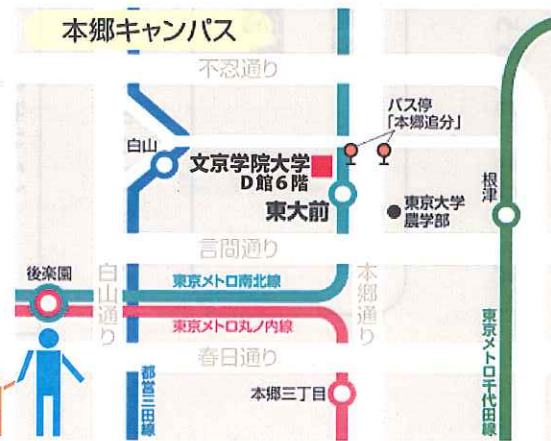 本郷キャンパス
不忍通り
バス停
「本郷追分」
白山
文京学院大学
D館6階
東大前
東京大学
農学部
根津
言問通り
後楽園
白山通り
東京メトロ南北線
本郷通り
東京メトロ丸ノ内線
春日通り
都営三田線
本郷三丁目
東京メトロ千代田線